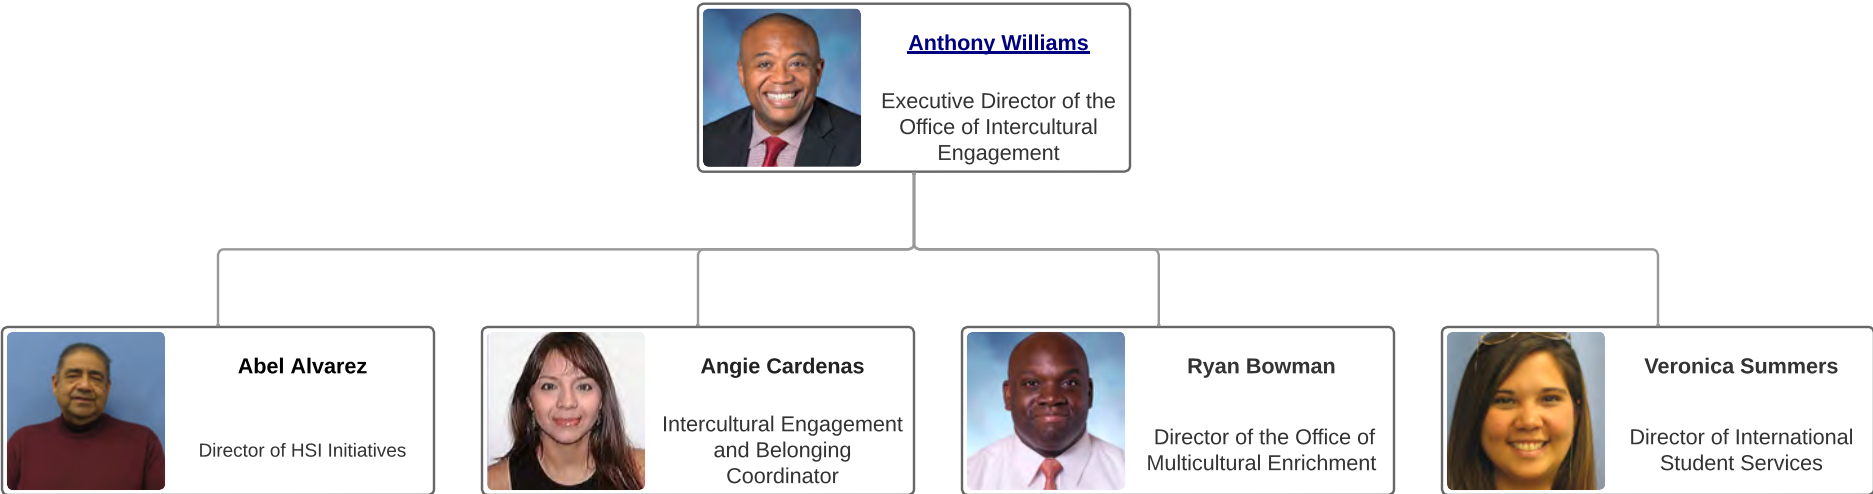 Anthony Williams
Executive Director of the
Office of Intercultural
Engagement
Abel Alvarez
Director of HSI Initiatives
Angie Cardenas
Intercultural Engagement
and Belonging
Coordinator
Ryan Bowman
Director of the Office of
Multicultural Enrichment
Veronica Summers
Director of International
Student Services